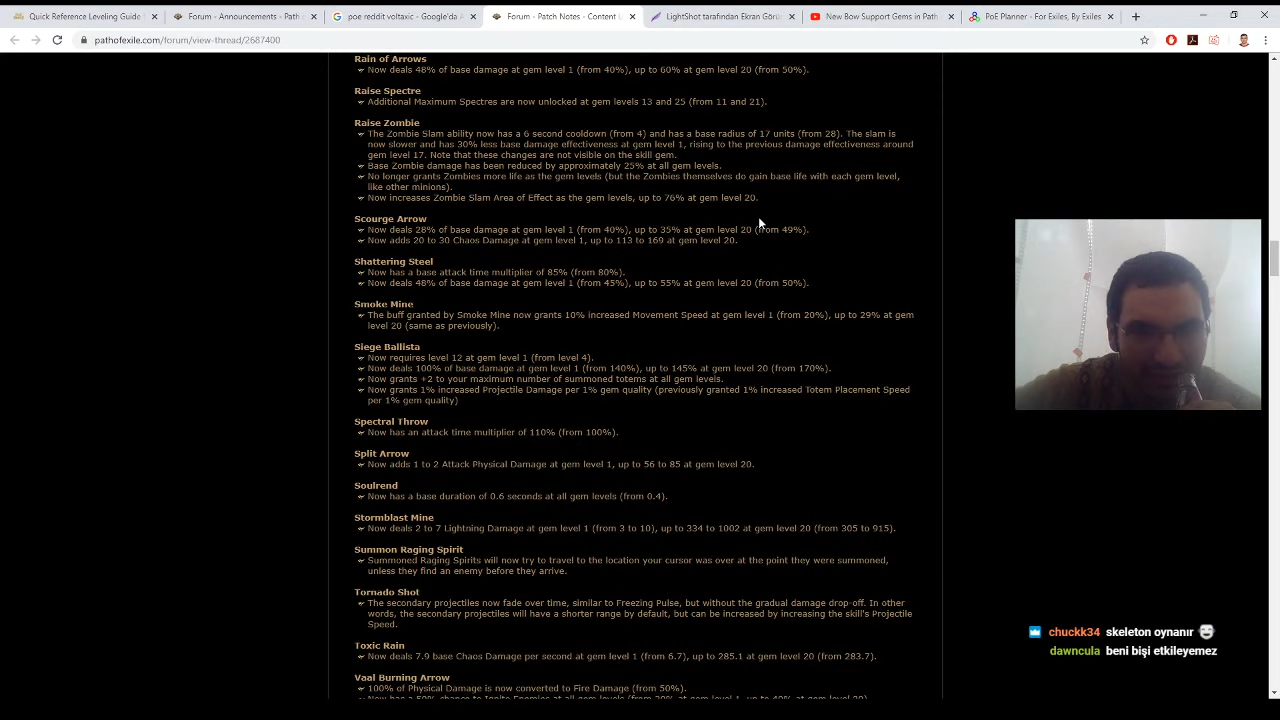 Quick Reference Leveling Guide
Forum - Announcements - Path
poe reddit voltaxic - Google'da A
Forum - Patch Notes - Content U
LightShot tarafından Ekran Görü
New Bow Support Gems in Path
PoE Planner - For Exiles, By Exiles
pathofexile.com/forum/view-thread/2687400
Rain of Arrows
Now deals 48% of base damage at gem level 1 (from 40%), up to 60% at gem level 20 (from 50%).
Raise Spectre
Additional Maximum Spectres are now unlocked at gem levels 13 and 25 (from 11 and 21).
Raise Zombie
The Zombie Slam ability now has a 6 second cooldown (from 4) and has a base radius of 17 units (from 28). The slam is
now slower and has 30% less base damage effectiveness at gem level 1, rising to the previous damage effectiveness around
gem level 17. Note that these changes are not visible on the skill gem.
Base Zombie damage has been reduced by approximately 25% at all gem levels.
No longer grants Zombies more life as the gem levels (but the Zombies themselves do gain base life with each gem level,
like other minions).
Now increases Zombie Slam Area of Effect as the gem levels, up to 76% at gem level 20.
Scourge Arrow
Now deals 28% of base damage at gem level 1 (from 40%), up to 35% at gem level 20 (from 49%).
Now adds 20 to 30 Chaos Damage at gem level 1, up to 113 to 169 at gem level 20.
Shattering Steel
Now has a base attack time multiplier of 85% (from 80%).
Now deals 48% of base damage at gem level 1 (from 45%), up to 55% at gem level 20 (from 50%).
Smoke Mine
The buff granted by Smoke Mine now grants 10% increased Movement Speed at gem level 1 (from 20%), up to 29% at gem
level 20 (same as previously).
Siege Ballista
Now requires level 12 at gem level 1 (from level 4).
Now deals 100% of base damage at gem level 1 (from 140%), up to 145% at gem level 20 (from 170%).
Now grants +2 to your maximum number of summoned totems at all gem levels.
Now grants 1% increased Projectile Damage per 1% gem quality (previously granted 1% increased Totem Placement Speed
per 1% gem quality)
Spectral Throw
Now has an attack time multiplier of 110% (from 100%).
Split Arrow
Now adds 1 to 2 Attack Physical Damage at gem level 1, up to 56 to 85 at gem level 20.
Soulrend
Now has a base duration of 0.6 seconds at all gem levels (from 0.4).
Stormblast Mine
Now deals 2 to 7 Lightning Damage at gem level 1 (from 3 to 10), up to 334 to 1002 at gem level 20 (from 305 to 915).
Summon Raging Spirit
Summoned Raging Spirits will now try to travel to the location your cursor was over at the point they were summoned,
unless they find an enemy before they arrive.
Tornado Shot
The secondary projectiles now fade over time, similar to Freezing Pulse, but without the gradual damage drop-off. In other
words, the secondary projectiles will have a shorter range by default, but can be increased by increasing the skill's Projectile
Speed.
chuckk34 skeleton oynanır
dawncula beni bişi etkileyemez
Toxic Rain
Now deals 7.9 base Chaos Damage per second at gem level 1 (from 6.7), up to 285.1 at gem level 20 (from 283.7).
Vaal Burning Arrow
100% of Physical Damage is now converted to Fire Damage (from 50%).